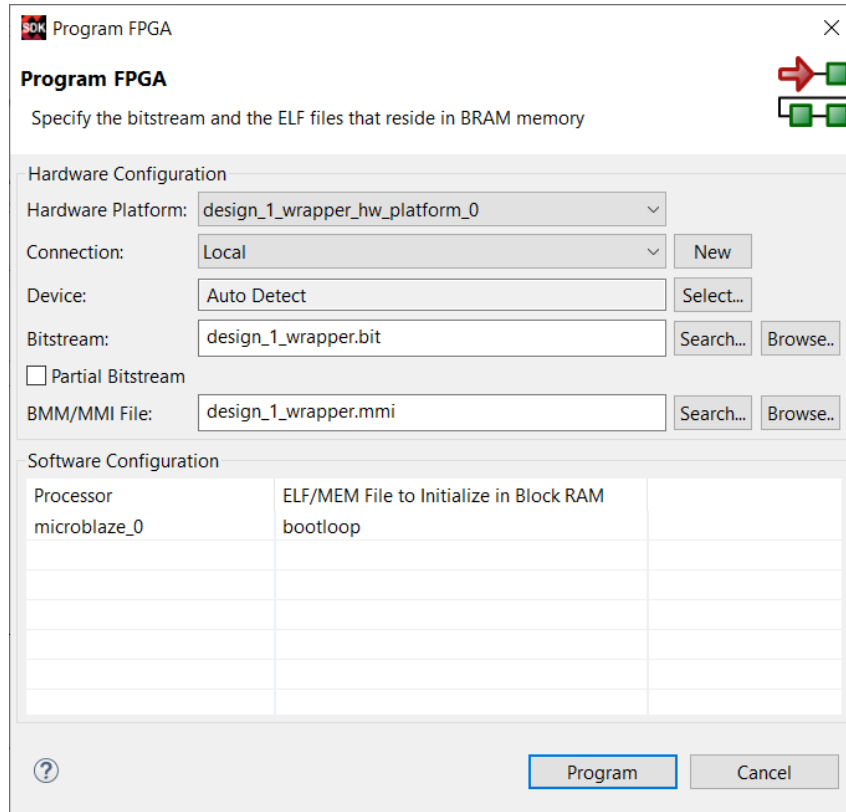 SDK Program FPGA
Program FPGA
Specify the bitstream and the ELF files that reside in BRAM memory
Hardware Configuration
Hardware Platform: design_1_wrapper_hw_platform_0
Connection: Local New
Device: Auto Detect Select...
Bitstream: design_1_wrapper.bit Search... Browse..
Partial Bitstream
BMM/MMI File: design_1_wrapper.mmi Search... Browse..
Software Configuration
Processor ELF/MEM File to Initialize in Block RAM
microblaze_0 bootloop
? Program Cancel